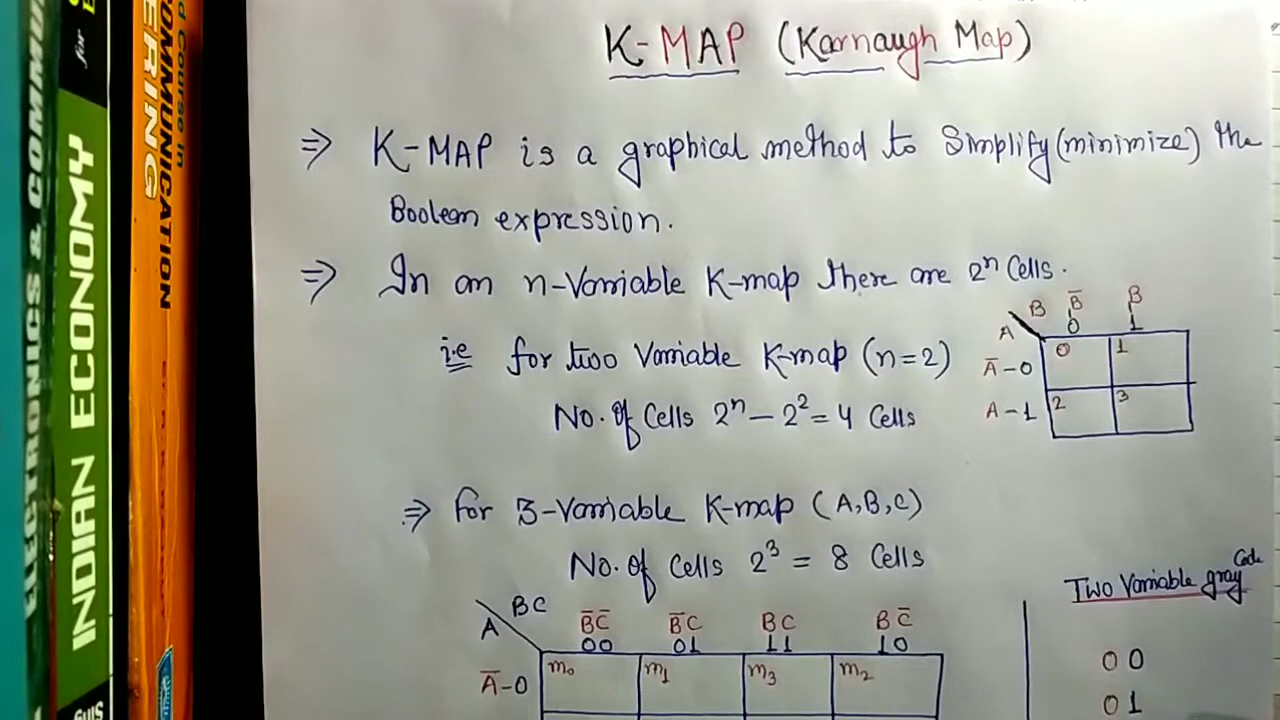 K-MAP (Karnaugh Map)
⇒ K-MAP is a graphical method to Simplify (minimize) the
Boolean expression.
⇒ In an n-Variable K-map there are 2ⁿ Cells.
i.e for two Variable K-map (n=2)
No. of Cells 2ⁿ — 2² = 4 Cells
A B B̅ B
0 1
A̅-0 0 1
A-1 2 3
⇒ for 3-Variable K-map (A,B,C)
No. of Cells 2³ = 8 Cells
A BC B̅C̅ B̅C BC BC̅
00 01 11 10
A̅-0 m₀ m₁ m₃ m₂
Two Variable gray Code
00
01
ELECTRONICS & COMMU
for
INDIAN ECONOMY
d Course in
COMMUNICATION
ERING